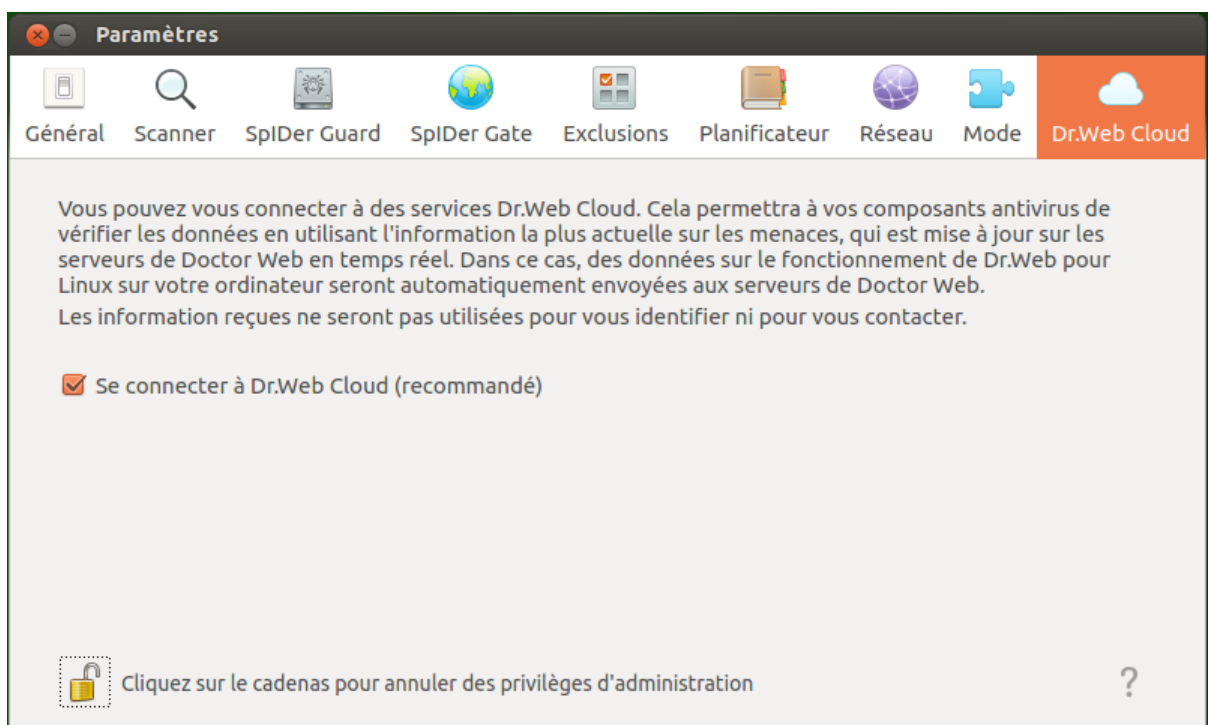 Paramètres
Général Scanner SpIDer Guard SpIDer Gate Exclusions Planificateur Réseau Mode Dr.Web Cloud
Vous pouvez vous connecter à des services Dr.Web Cloud. Cela permettra à vos composants antivirus de
vérifier les données en utilisant l'information la plus actuelle sur les menaces, qui est mise à jour sur les
serveurs de Doctor Web en temps réel. Dans ce cas, des données sur le fonctionnement de Dr.Web pour
Linux sur votre ordinateur seront automatiquement envoyées aux serveurs de Doctor Web.
Les information reçues ne seront pas utilisées pour vous identifier ni pour vous contacter.
Se connecter à Dr.Web Cloud (recommandé)
Cliquez sur le cadenas pour annuler des privilèges d'administration ?